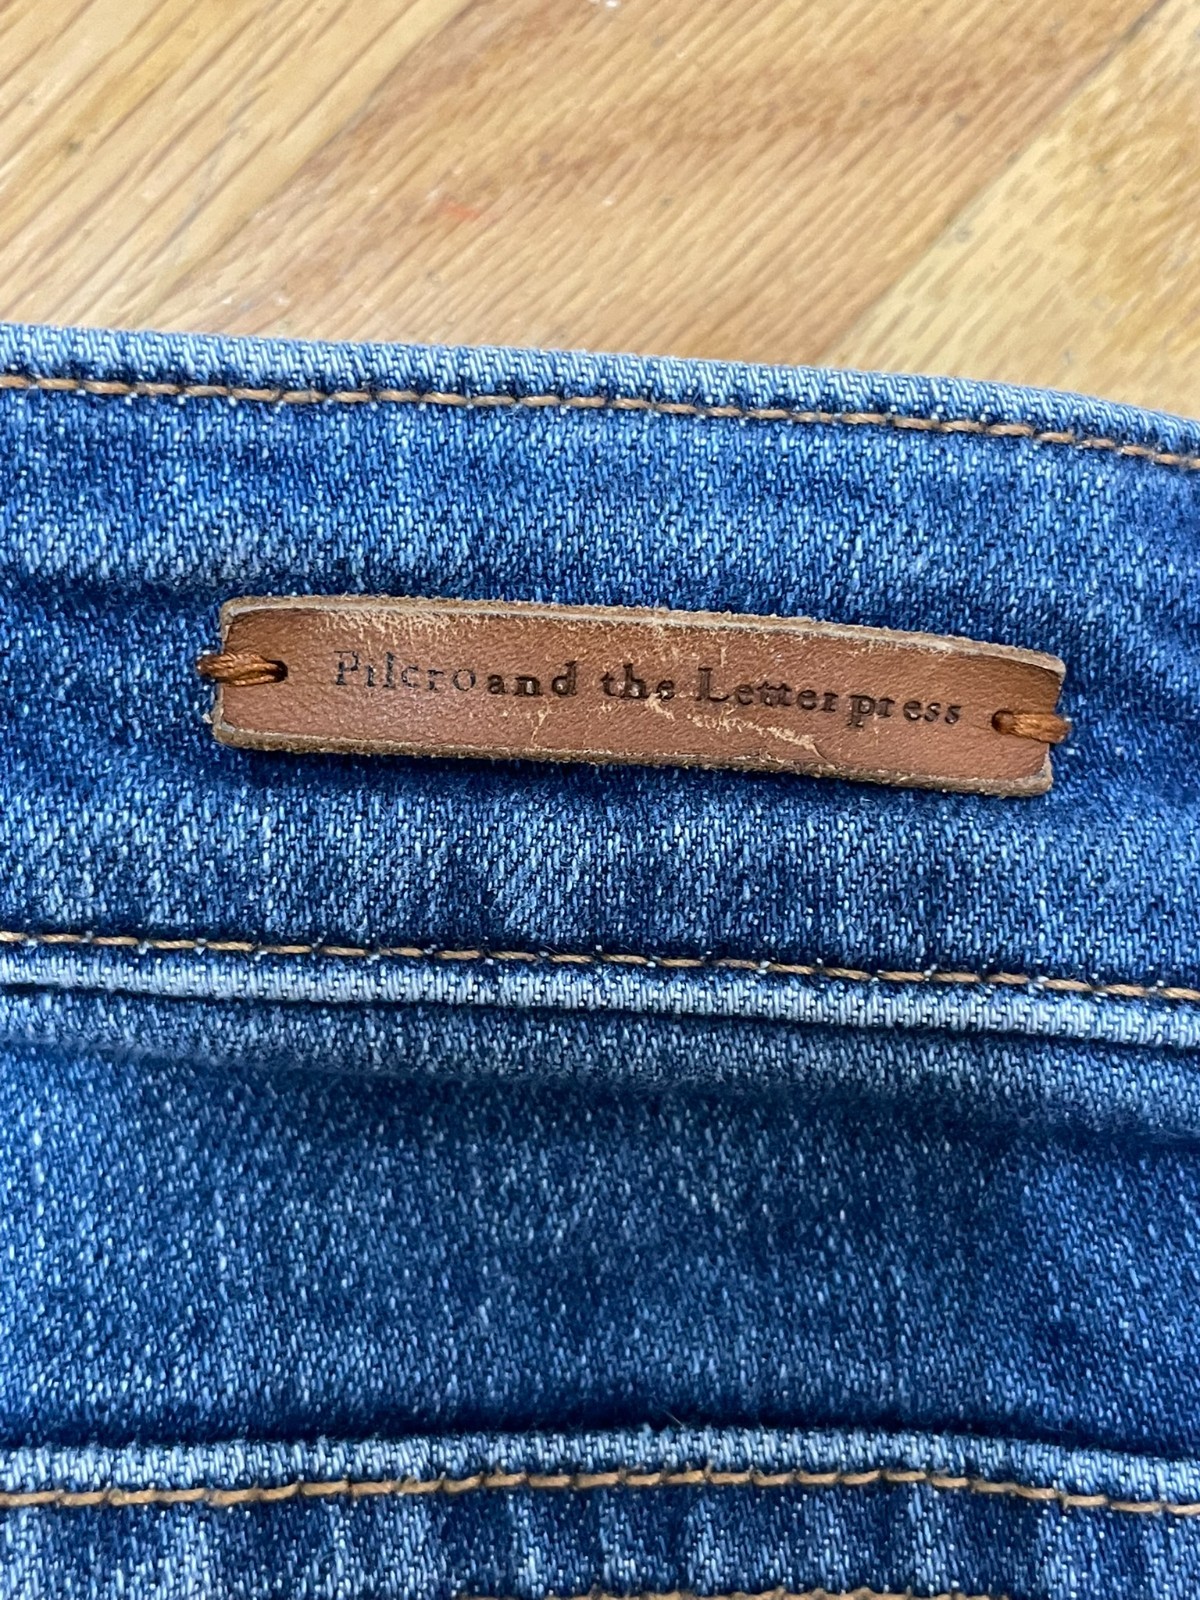 Pilcro and the Letterpress